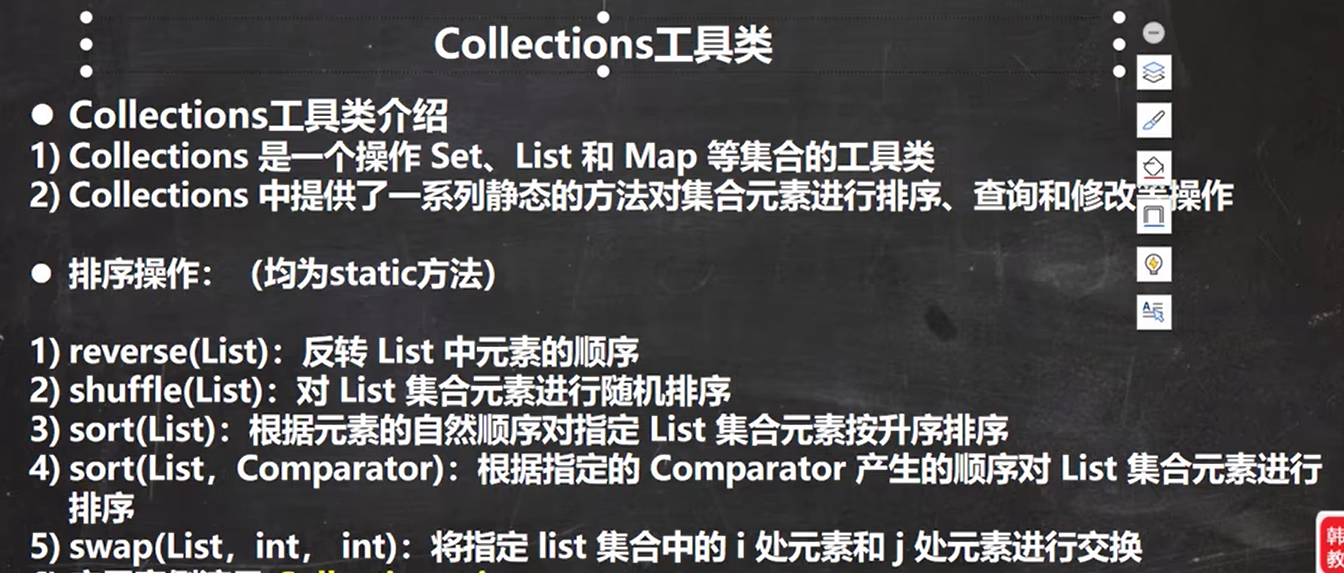 Collections工具类
● Collections工具类介绍
1) Collections 是一个操作 Set、List 和 Map 等集合的工具类
2) Collections 中提供了一系列静态的方法对集合元素进行排序、查询和修改等操作
● 排序操作：（均为static方法）
1) reverse(List)：反转 List 中元素的顺序
2) shuffle(List)：对 List 集合元素进行随机排序
3) sort(List)：根据元素的自然顺序对指定 List 集合元素按升序排序
4) sort(List，Comparator)：根据指定的 Comparator 产生的顺序对 List 集合元素进行
排序
5) swap(List，int， int)：将指定 list 集合中的 i 处元素和 j 处元素进行交换
韩
教